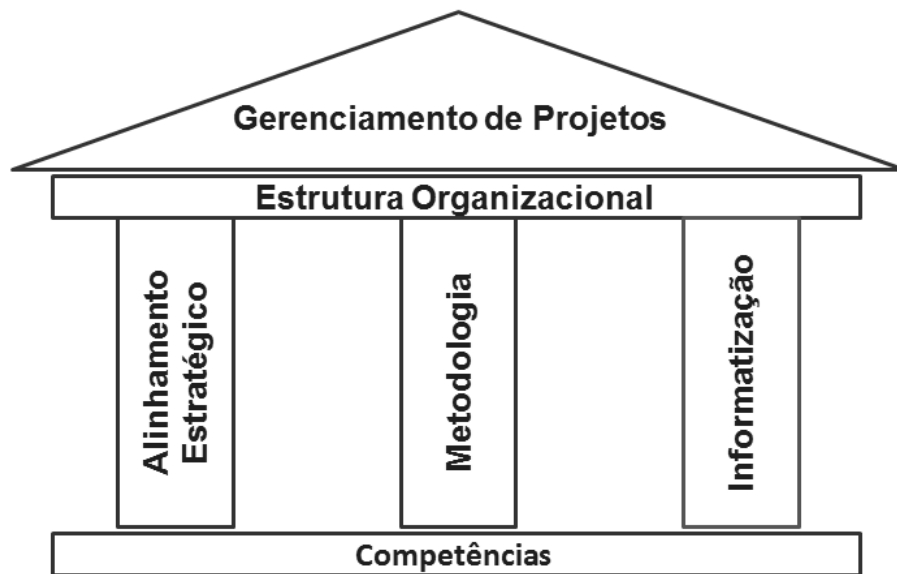 Gerenciamento de Projetos
Estrutura Organizacional
Alinhamento
Estratégico
Metodologia
Informatização
Competências